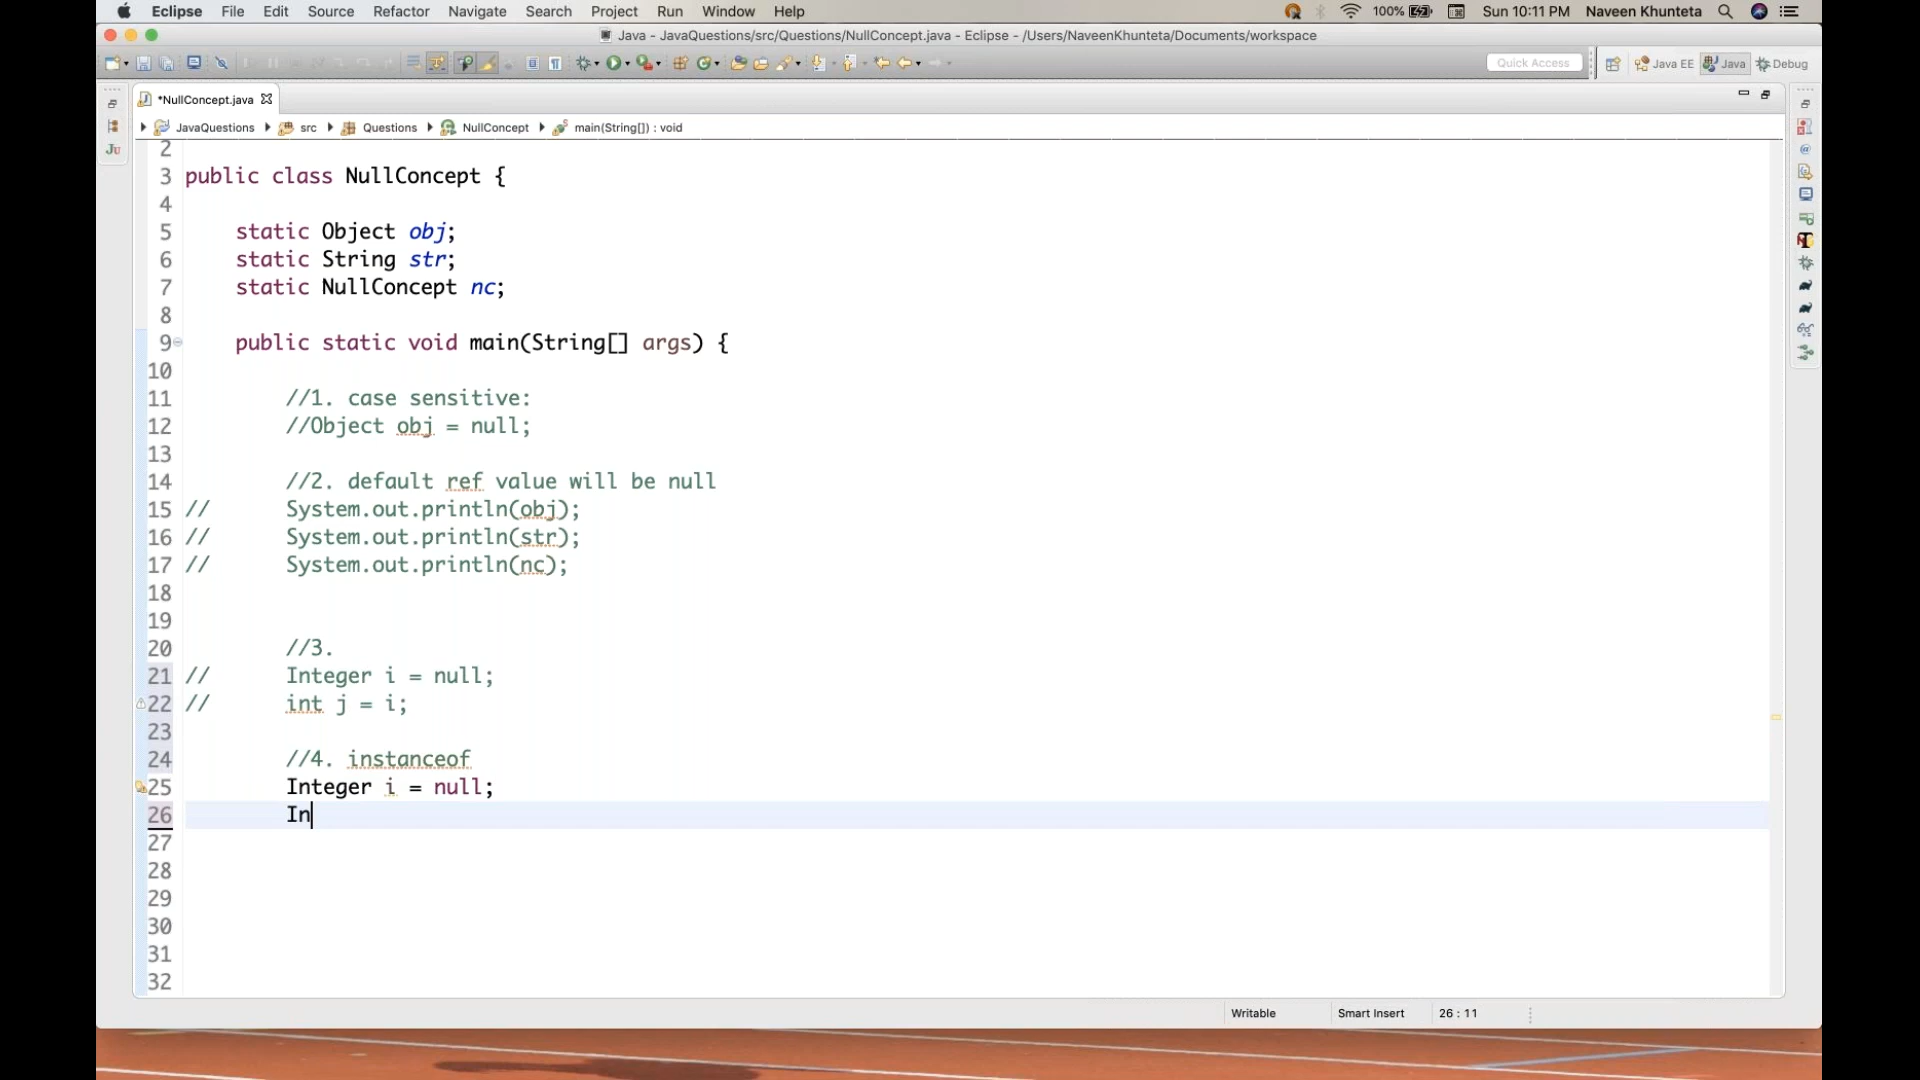 Eclipse File Edit Source Refactor Navigate Search Project Run Window Help 100% Sun 10:11 PM Naveen Khunteta
Java - JavaQuestions/src/Questions/NullConcept.java - Eclipse - /Users/NaveenKhunteta/Documents/workspace
Quick Access Java EE Java Debug
*NullConcept.java
JavaQuestions src Questions NullConcept main(String[]) : void
JU
2
3 public class NullConcept {
4
5 static Object obj;
6 static String str;
7 static NullConcept nc;
8
9 public static void main(String[] args) {
10
11 //1. case sensitive:
12 //Object obj = null;
13
14 //2. default ref value will be null
15 // System.out.println(obj);
16 // System.out.println(str);
17 // System.out.println(nc);
18
19
20 //3.
21 // Integer i = null;
22 // int j = i;
23
24 //4. instanceof
25 Integer i = null;
26 In
27
28
29
30
31
32
Writable Smart Insert 26 : 11